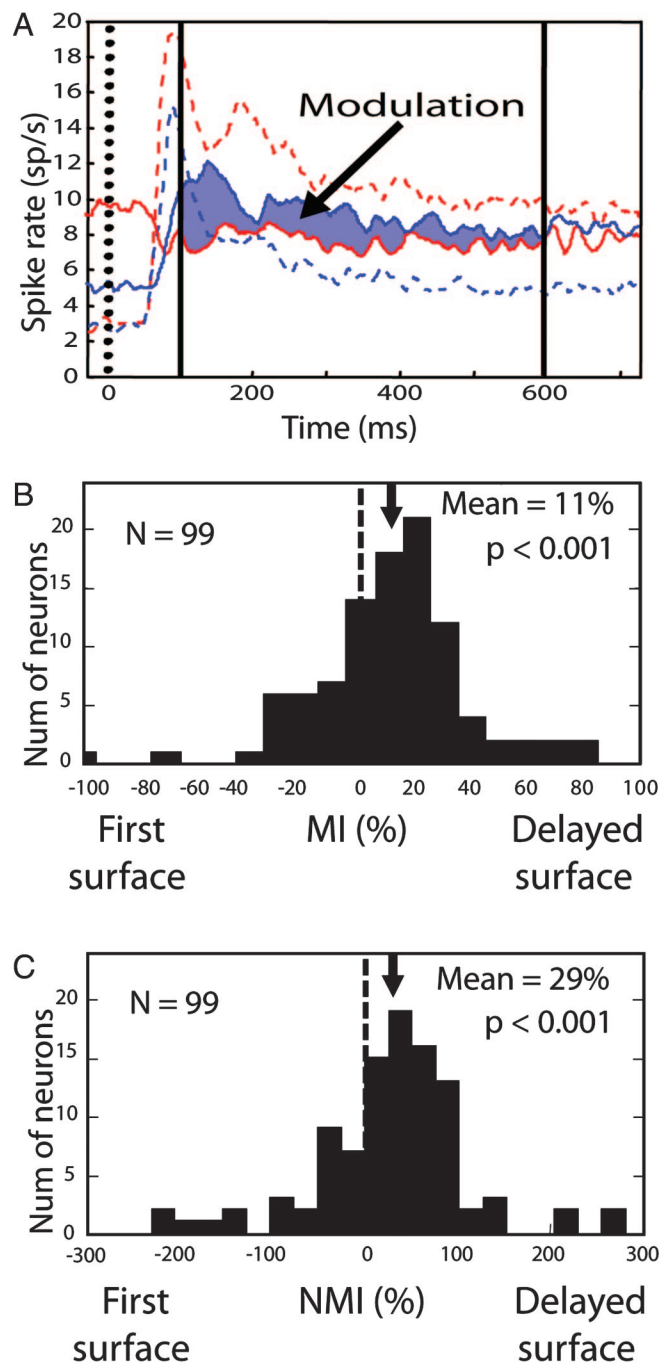 A
20
18
16
14
12
10
8
6
4
2
0
Spike rate (sp/s)
Modulation
0 200 400 600
Time (ms)
B
N = 99
Mean = 11%
p < 0.001
20
15
10
5
0
Num of neurons
-100 -80 -60 -40 -20 0 20 40 60 80 100
First surface
MI (%)
Delayed surface
C
N = 99
Mean = 29%
p < 0.001
20
15
10
5
0
Num of neurons
-300 -200 -100 0 100 200 300
First surface
NMI (%)
Delayed surface